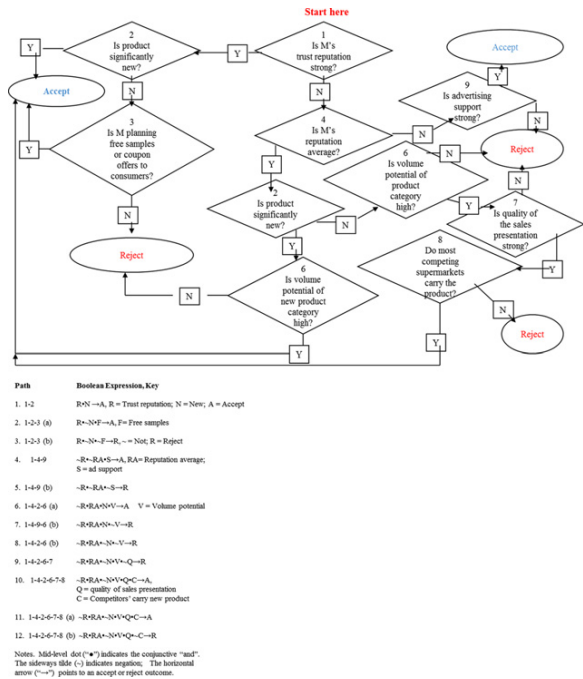 Start here
Y
2
Is product
significantly
new?
Y
1
Is M's
trust reputation
strong?
Accept
Accept
N
N
Y
9
Is advertising
support
strong?
3
Is M planning
free samples
or coupon
offers to
consumers?
Y
4
Is M's
reputation
average?
N
N
Reject
Y
6
Is volume
potential of
product
category
high?
N
N
2
Is product
significantly
new?
N
Y
7
Is quality of
the sales
presentation
strong?
N
Reject
Y
8
Do most
competing
supermarkets
carry the
product?
Y
N
6
Is volume
potential of
new product
category
high?
N
Reject
Y
Y
Path Boolean Expression, Key
1. 1-2 R•N →A, R = Trust reputation; N = New; A = Accept
2. 1-2-3 (a) R•~N•F→A, F= Free samples
3. 1-2-3 (b) R•~N•~F→R, ~ = Not; R = Reject
4. 1-4-9 ~R•~RA•S→A, RA= Reputation average;
S = ad support
5. 1-4-9 (b) ~R•~RA•~S→R
6. 1-4-2-6 (a) ~R•RA•N•V→A V = Volume potential
7. 1-4-9-6 (b) ~R•RA•N•~V→R
8. 1-4-2-6 (b) ~R•RA•~N•~V→R
9. 1-4-2-6-7 ~R•RA•~N•V•~Q→R
10. 1-4-2-6-7-8 ~R•RA•~N•V•Q•C→A,
Q = quality of sales presentation
C = Competitors' carry new product
11. 1-4-2-6-7-8 (a) ~R•RA•~N•V•Q•C→A
12. 1-4-2-6-7-8 (b) ~R•RA•~N•V•Q•~C→R
Notes. Mid-level dot ("●") indicates the conjunctive "and".
The sideways tilde (~) indicates negation; The horizontal
arrow ("→") points to an accept or reject outcome.